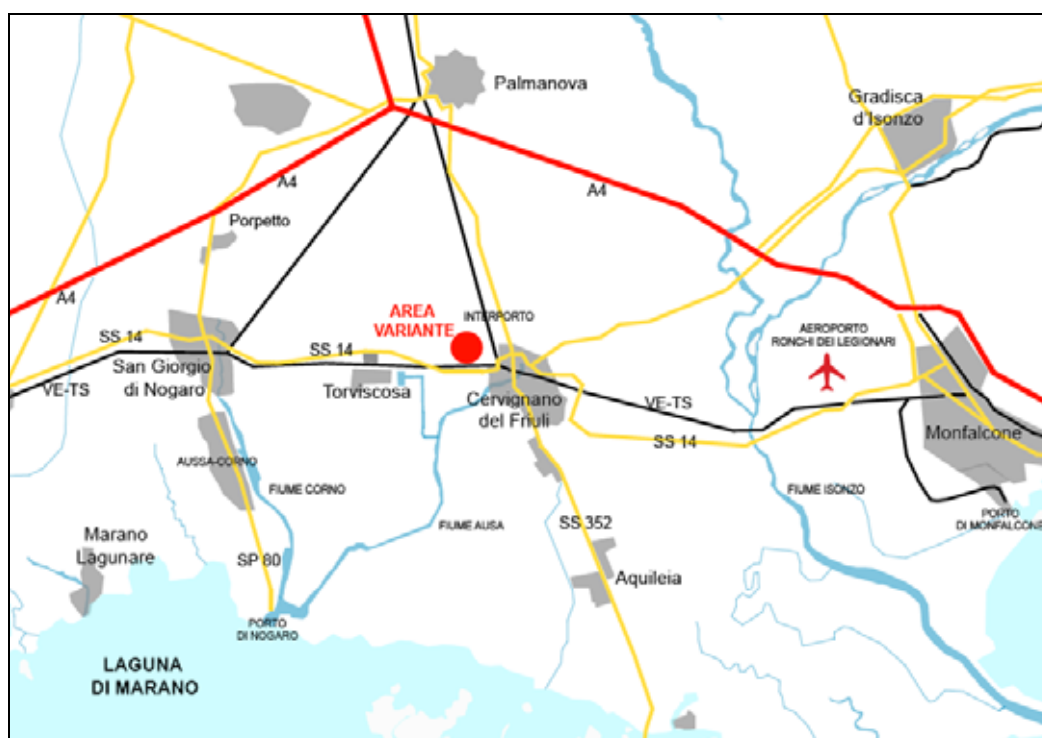 Palmanova
Gradisca
d'Isonzo
A4
A4
Porpetto
A4
AREA
VARIANTE
INTERPORTO
SS 14
SS 14
AEROPORTO
RONCHI DEI LEGIONARI
San Giorgio
di Nogaro
VE-TS
Torviscosa
Cervignano
del Friuli
VE-TS
SS 14
Monfalcone
AUSSA-CORNO
FIUME CORNO
FIUME ISONZO
PORTO
DI MONFALCONE
FIUME AUSA
SS 352
Marano
Lagunare
SP 80
Aquileia
PORTO
DI NOGARO
LAGUNA
DI MARANO